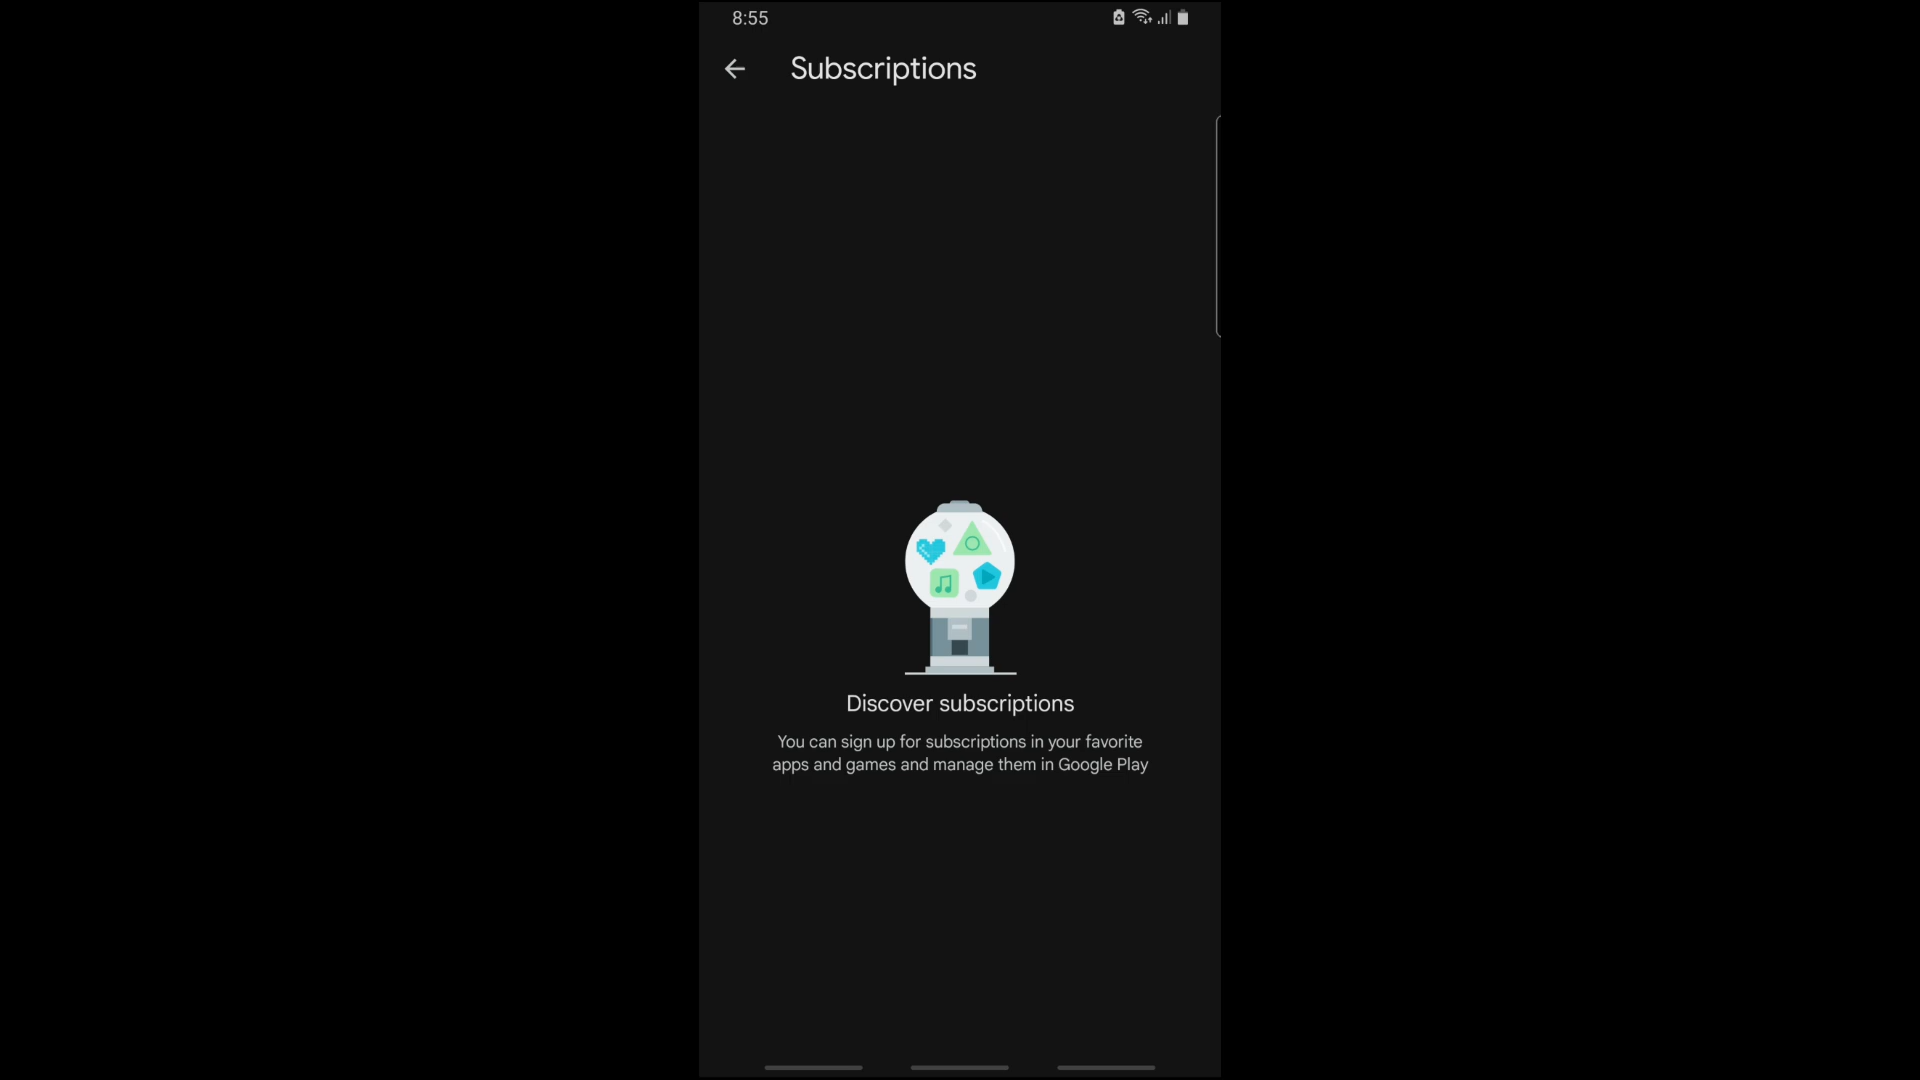 8:55
Subscriptions
Discover subscriptions
You can sign up for subscriptions in your favorite
apps and games and manage them in Google Play